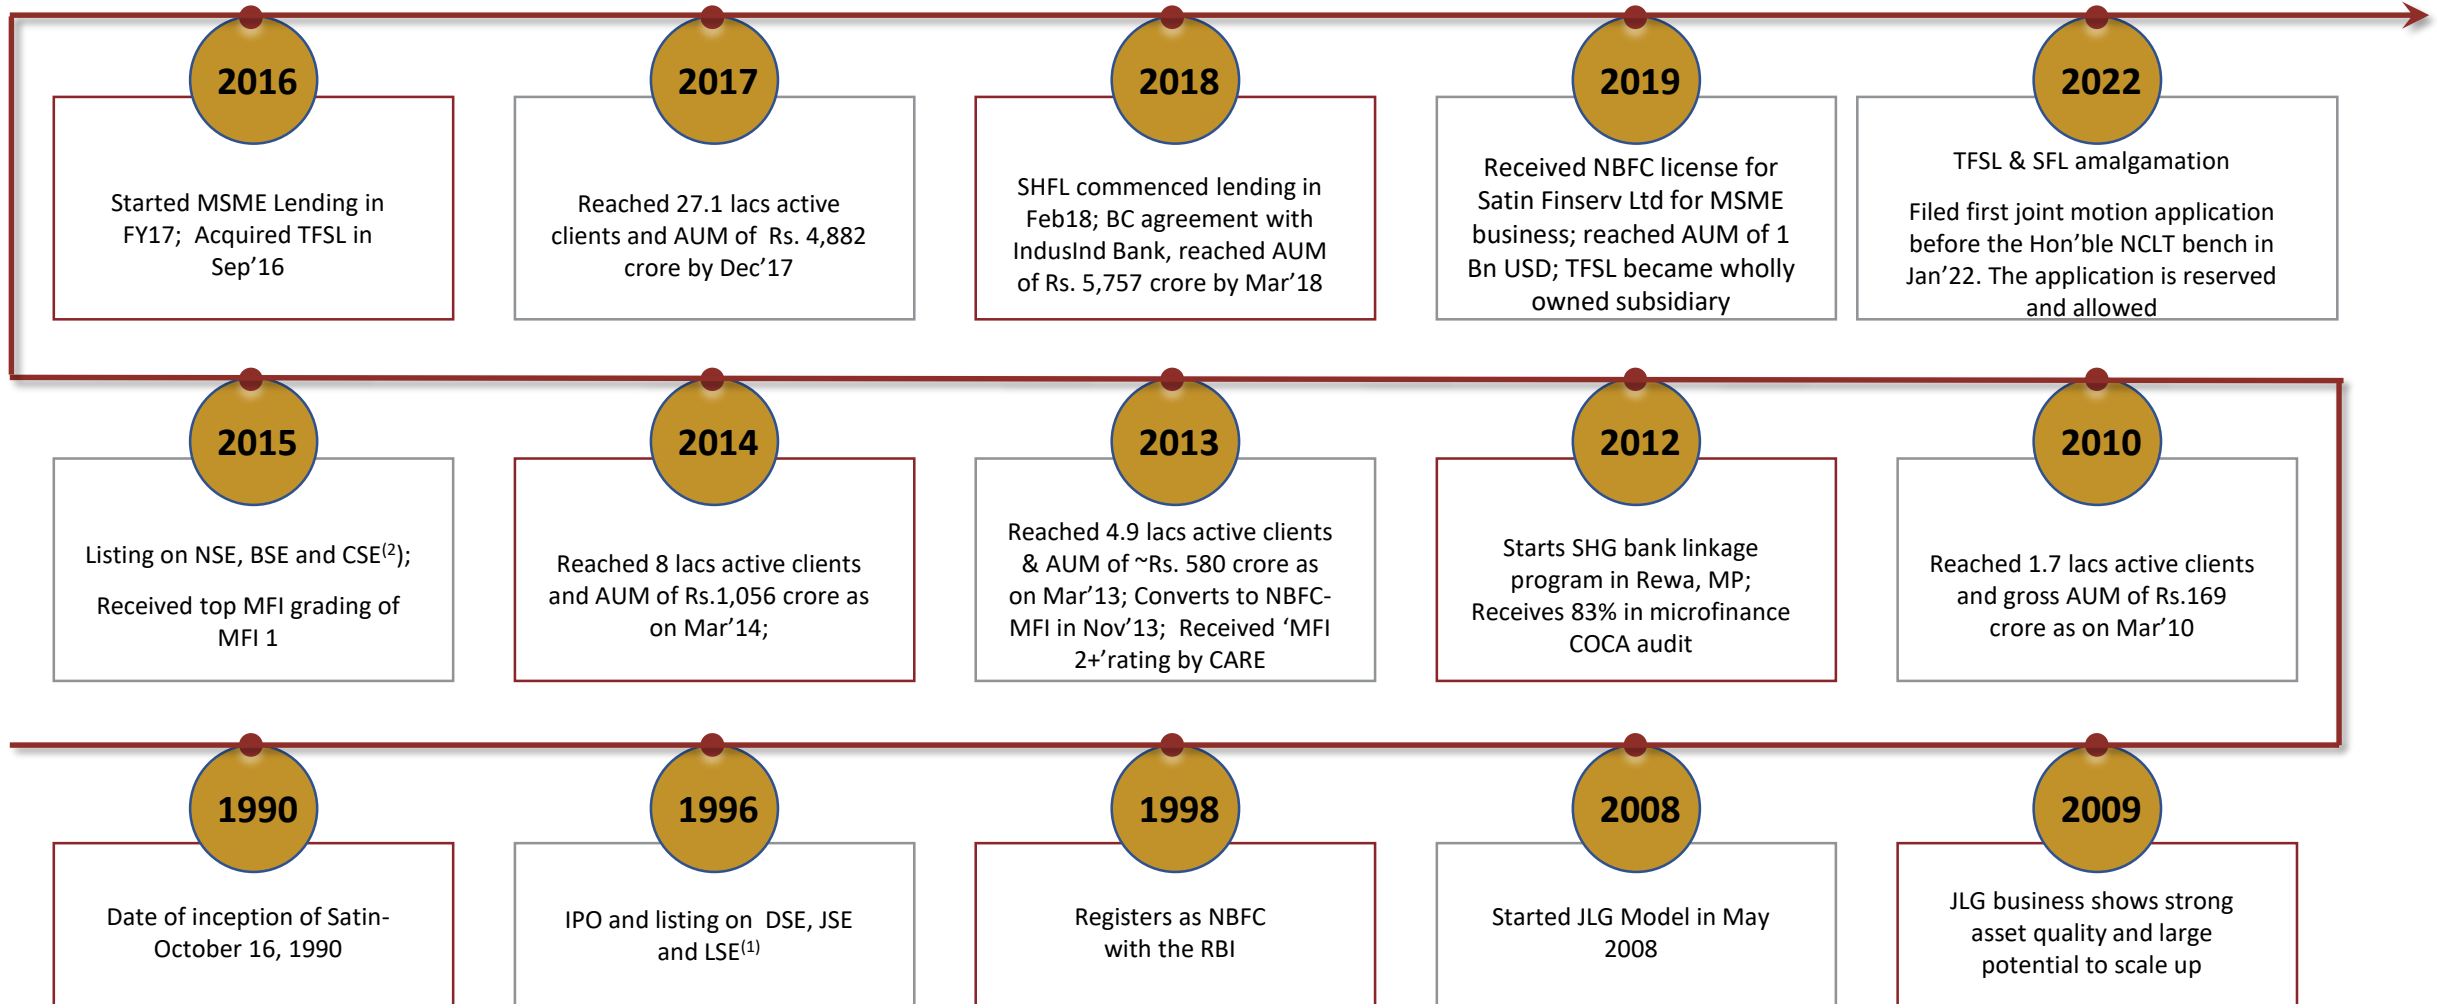 2016
Started MSME Lending in
FY17;  Acquired TFSL in
Sep’16
2017
Reached 27.1 lacs active
clients and AUM of  Rs. 4,882
crore by Dec’17
2018
SHFL commenced lending in
Feb18; BC agreement with
IndusInd Bank, reached AUM
of Rs. 5,757 crore by Mar’18
2019
Received NBFC license for
Satin Finserv Ltd for MSME
business; reached AUM of 1
Bn USD; TFSL became wholly
owned subsidiary
2022
TFSL & SFL amalgamation
Filed first joint motion application
before the Hon’ble NCLT bench in
Jan’22. The application is reserved
and allowed
2015
Listing on NSE, BSE and CSE(2);
Received top MFI grading of
MFI 1
2014
Reached 8 lacs active clients
and AUM of Rs.1,056 crore as
on Mar’14;
2013
Reached 4.9 lacs active clients
& AUM of ~Rs. 580 crore as
on Mar’13; Converts to NBFC-
MFI in Nov’13;  Received ‘MFI
2+’rating by CARE
2012
Starts SHG bank linkage
program in Rewa, MP;
Receives 83% in microfinance
COCA audit
2010
Reached 1.7 lacs active clients
and gross AUM of Rs.169
crore as on Mar’10
1990
Date of inception of Satin-
October 16, 1990
1996
IPO and listing on  DSE, JSE
and LSE(1)
1998
Registers as NBFC
with the RBI
2008
Started JLG Model in May
2008
2009
JLG business shows strong
asset quality and large
potential to scale up